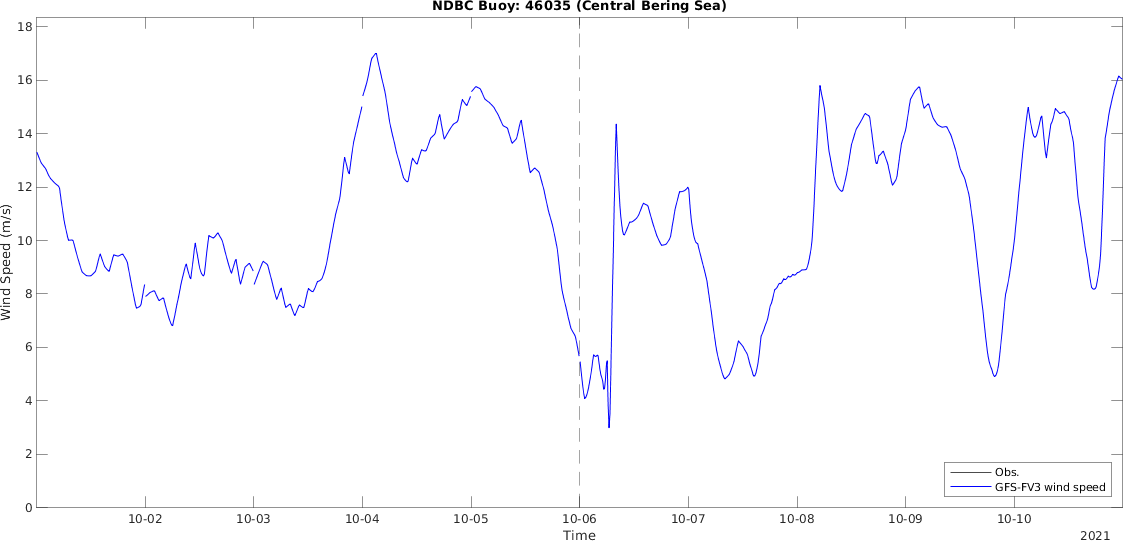 NDBC Buoy: 46035 (Central Bering Sea)
18
16
14
12
10
8
6
4
2
0
Wind Speed (m/s)
10-02 10-03 10-04 10-05 10-06 10-07 10-08 10-09 10-10
Time
2021
Obs.
GFS-FV3 wind speed